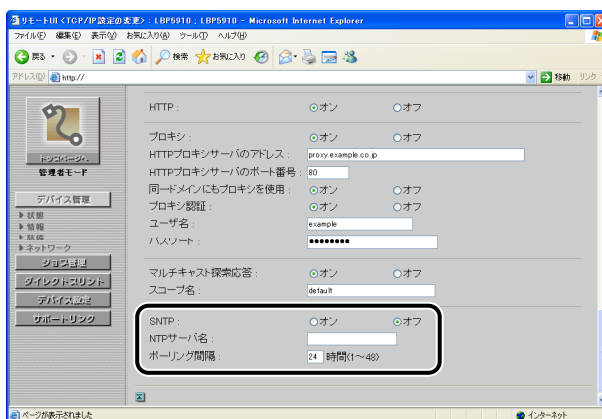 リモートUI <TCP/IP設定の変更> : LBP5910 ; LBP5910 - Microsoft Internet Explorer
ファイル(F) 編集(E) 表示(V) お気に入り(A) ツール(T) ヘルプ(H)
戻る 検索 お気に入り
アドレス(D) http:// 移動 リンク
トップページへ
管理者モード
デバイス管理
状態
情報
ネットワーク
ジョブ管理
ダイレクトプリント
デバイス設定
サポートリンク
HTTP : オン オフ
プロキシ : オン オフ
HTTPプロキシサーバのアドレス : proxy.example.co.jp
HTTPプロキシサーバのポート番号 : 80
同一ドメインにもプロキシを使用 : オン オフ
プロキシ認証 : オン オフ
ユーザ名 : example
パスワード : ●●●●●●●●
マルチキャスト探索応答 : オン オフ
スコープ名 : default
SNTP : オン オフ
NTPサーバ名 :
ポーリング間隔 : 24 時間(1~48)
ページが表示されました インターネット